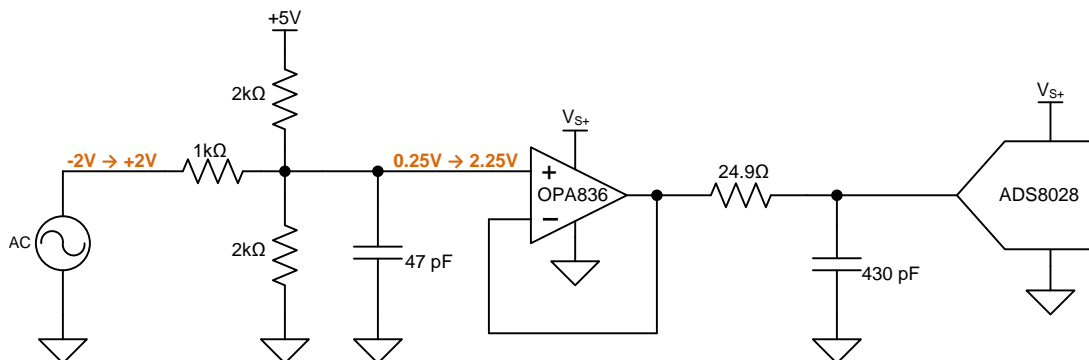 +5V
2kΩ
-2V → +2V
1kΩ
AC
2kΩ
47 pF
0.25V → 2.25V
VS+
+
OPA836
−
24.9Ω
430 pF
VS+
ADS8028